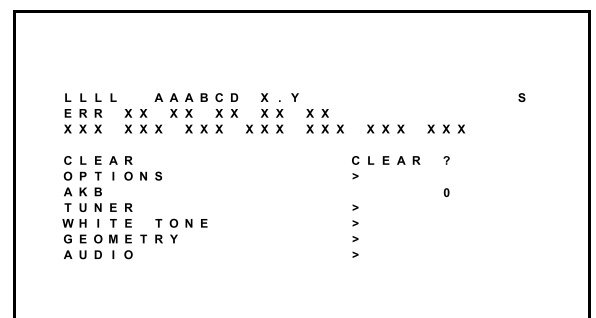 LLLL AAABCD X.Y S
ERR XX XX XX XX XX
XXX XXX XXX XXX XXX XXX XXX
CLEAR CLEAR ?
OPTIONS >
AKB 0
TUNER >
WHITE TONE >
GEOMETRY >
AUDIO >